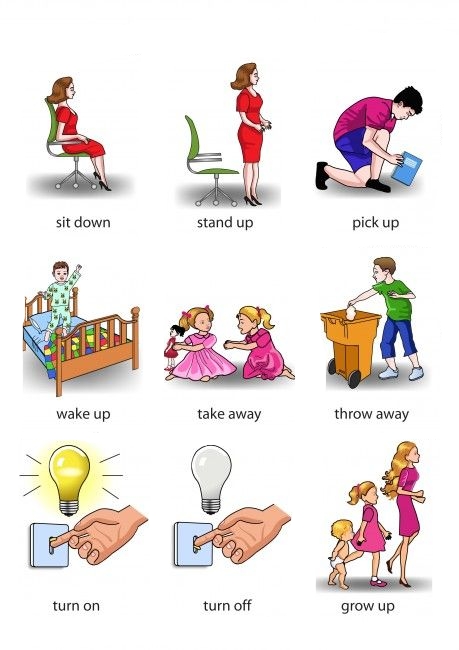 sit down
stand up
pick up
wake up
take away
throw away
turn on
turn off
grow up